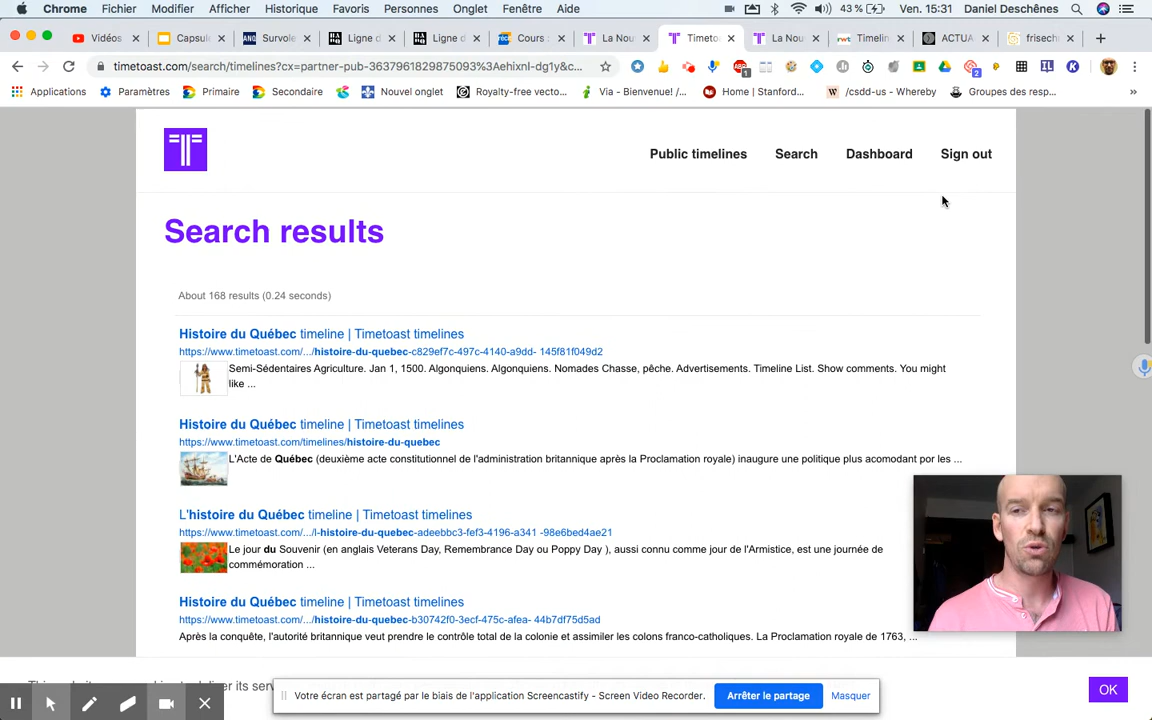 Chrome Fichier Modifier Afficher Historique Favoris Personnes Onglet Fenêtre Aide 43 % Ven. 15:31 Daniel Deschênes
Vidéos Capsul Survole Ligne d Ligne d Cours : La Nou Timeto La Nou Timelin ACTUA frisech
timetoast.com/search/timelines?cx=partner-pub-3637961829875093%3Aehixnl-dg1y&c...
Applications Paramètres Primaire Secondaire Nouvel onglet Royalty-free vecto... Via - Bienvenue! /... Home | Stanford... /csdd-us - Whereby Groupes des resp...
Public timelines Search Dashboard Sign out
Search results
About 168 results (0.24 seconds)
Histoire du Québec timeline | Timetoast timelines
https://www.timetoast.com/.../histoire-du-quebec-c829ef7c-497c-4140-a9dd- 145f81f049d2
Semi-Sédentaires Agriculture. Jan 1, 1500. Algonquiens. Algonquiens. Nomades Chasse, pêche. Advertisements. Timeline List. Show comments. You might
like ...
Histoire du Québec timeline | Timetoast timelines
https://www.timetoast.com/timelines/histoire-du-quebec
L'Acte de Québec (deuxième acte constitutionnel de l'administration britannique après la Proclamation royale) inaugure une politique plus acomodant par les ...
L'histoire du Québec timeline | Timetoast timelines
https://www.timetoast.com/.../l-histoire-du-quebec-adeebbc3-fef3-4196-a341 -98e6bed4ae21
Le jour du Souvenir (en anglais Veterans Day, Remembrance Day ou Poppy Day ), aussi connu comme jour de l'Armistice, est une journée de
commémoration ...
Histoire du Québec timeline | Timetoast timelines
https://www.timetoast.com/.../histoire-du-quebec-b30742f0-3ecf-475c-afea- 44b7df75d5ad
Après la conquête, l'autorité britannique veut prendre le contrôle total de la colonie et assimiler les colons franco-catholiques. La Proclamation royale de 1763, ...
its ser
Votre écran est partagé par le biais de l'application Screencastify - Screen Video Recorder. Arrêter le partage Masquer
OK